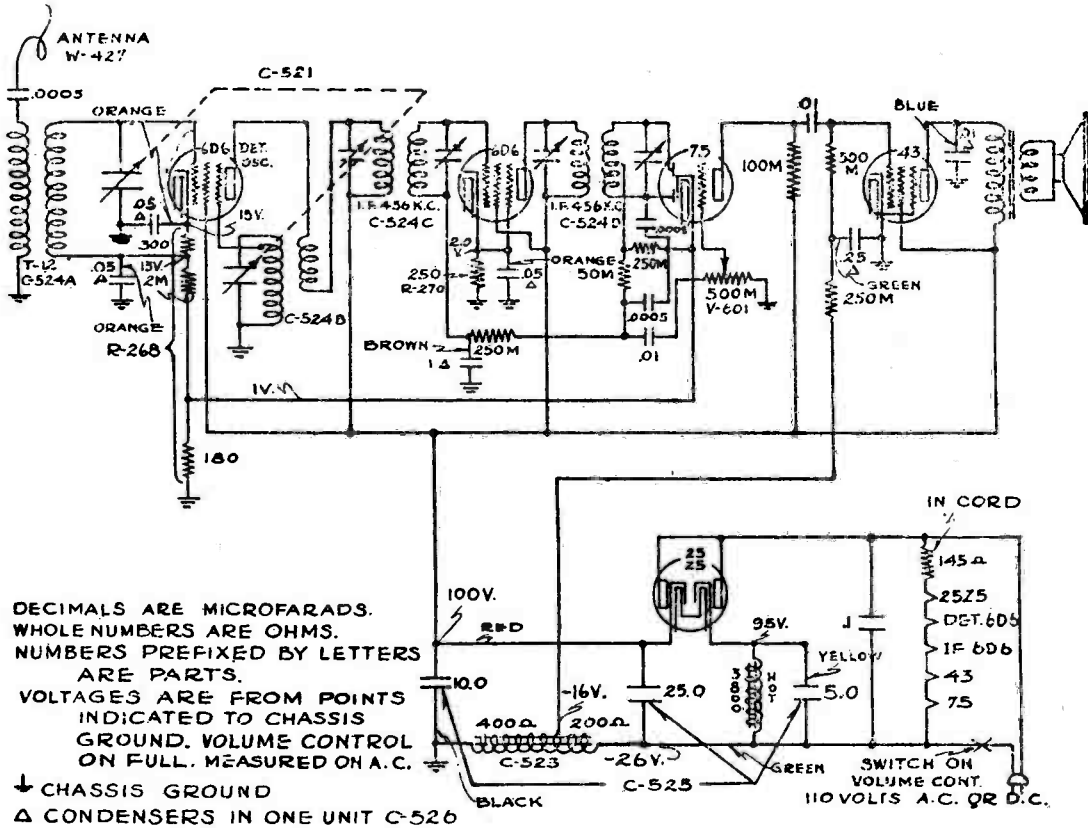 ANTENNA
W-427
.0005
ORANGE
C-521
6D6
DET.
OSC.
15V.
.05
Δ
300
15V.
2M
.05
Δ
T-12
C-524A
ORANGE
R-268
C-524B
1V.
180
I.F. 456 K.C.
C-524C
6D6
2.0
V
250
R-270
ORANGE
.05
Δ
BROWN
.1 Δ
250M
I.F. 456 K.C.
C-524D
75
.0005
50M
250M
.0005
.01
500M
V-601
100M
.01
500
M
BLUE
43
.25
Δ
GREEN
250M
IN CORD
145Ω
25Z5
DET. 6D6
IF 6D6
43
75
25
Z5
100V.
RED
95V.
YELLOW
10.0
-16V.
25.0
3800
HOT
5.0
.1
400Ω
200Ω
C-523
-26V.
GREEN
C-525
BLACK
SWITCH ON
VOLUME CONT.
110 VOLTS A.C. OR D.C.
DECIMALS ARE MICROFARADS.
WHOLE NUMBERS ARE OHMS.
NUMBERS PREFIXED BY LETTERS
ARE PARTS.
VOLTAGES ARE FROM POINTS
INDICATED TO CHASSIS
GROUND. VOLUME CONTROL
ON FULL. MEASURED ON A.C.
CHASSIS GROUND
Δ CONDENSERS IN ONE UNIT C-526